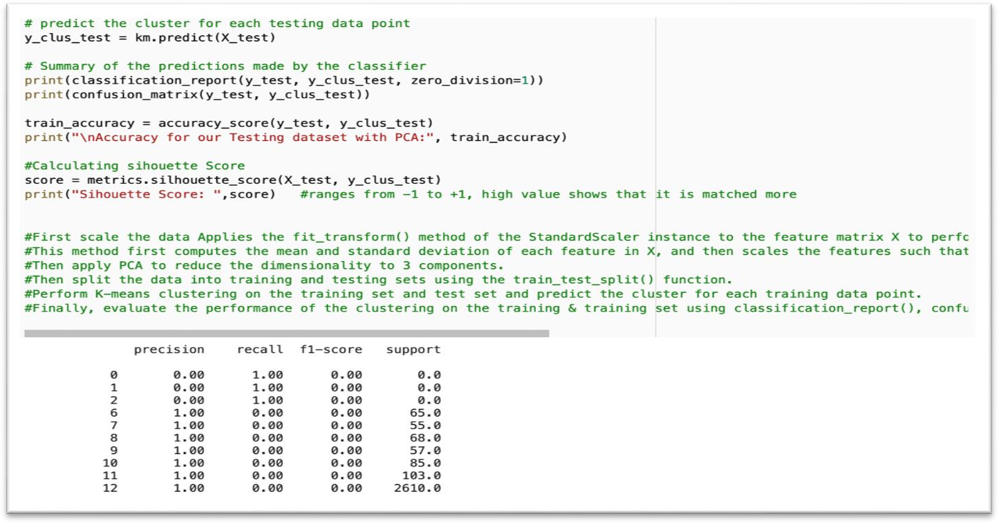 # predict the cluster for each testing data point
y_clus_test = km.predict(X_test)
# Summary of the predictions made by the classifier
print(classification_report(y_test, y_clus_test, zero_division=1))
print(confusion_matrix(y_test, y_clus_test))
train_accuracy = accuracy_score(y_test, y_clus_test)
print("\nAccuracy for our Testing dataset with PCA:", train_accuracy)
#Calculating sihouette Score
score = metrics.silhouette_score(X_test, y_clus_test)
print("Sihouette Score: ",score)   #ranges from -1 to +1, high value shows that it is matched more
#First scale the data Applies the fit_transform() method of the StandardScaler instance to the feature matrix X to perfc
#This method first computes the mean and standard deviation of each feature in X, and then scales the features such that
#Then apply PCA to reduce the dimensionality to 3 components.
#Then split the data into training and testing sets using the train_test_split() function.
#Perform K-means clustering on the training set and test set and predict the cluster for each training data point.
#Finally, evaluate the performance of the clustering on the training & training set using classification_report(), confu
precision recall f1-score support
0 0.00 1.00 0.00 0.0
1 0.00 1.00 0.00 0.0
2 0.00 1.00 0.00 0.0
6 1.00 0.00 0.00 65.0
7 1.00 0.00 0.00 55.0
8 1.00 0.00 0.00 68.0
9 1.00 0.00 0.00 57.0
10 1.00 0.00 0.00 85.0
11 1.00 0.00 0.00 103.0
12 1.00 0.00 0.00 2610.0